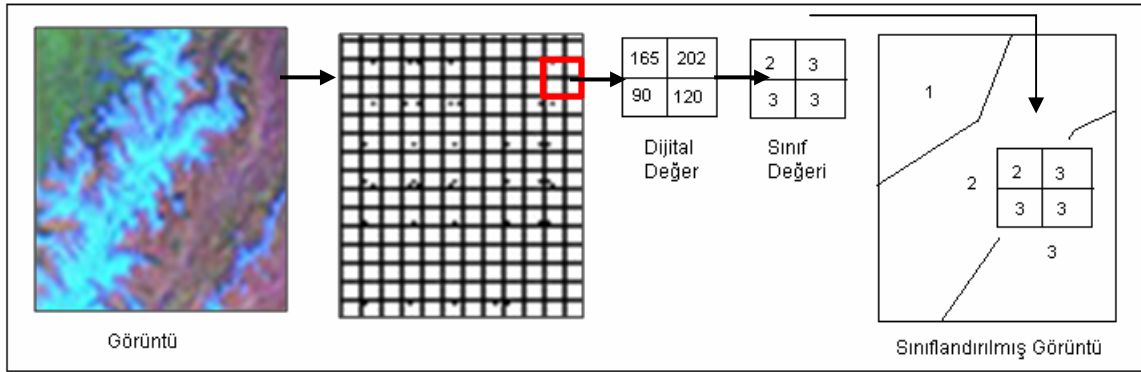 165 202
90 120
2 3
3 3
Dijital
Değer
Sınıf
Değeri
1
2
2 3
3 3
3
Görüntü
Sınıflandırılmış Görüntü